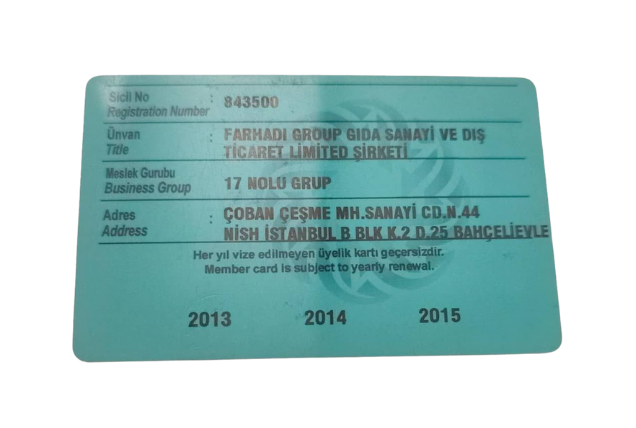 Sicil No : 843500
Registration Number
Ünvan : FARHADI GROUP GIDA SANAYİ VE DIŞ
Title TİCARET LİMİTED ŞİRKETİ
Meslek Gurubu
Business Group 17 NOLU GRUP
Adres : ÇOBAN ÇEŞME MH.SANAYİ CD.N.44
Address NİSH İSTANBUL B BLK K.2 D.25 BAHÇELİEVLE
Her yıl vize edilmeyen üyelik kartı geçersizdir.
Member card is subject to yearly renewal.
2013 2014 2015